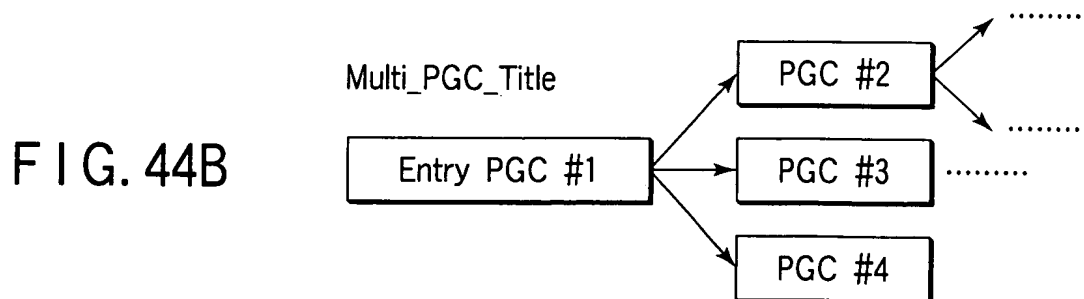 Multi_PGC_Title
FIG. 44B
Entry PGC #1
PGC #2
PGC #3
PGC #4